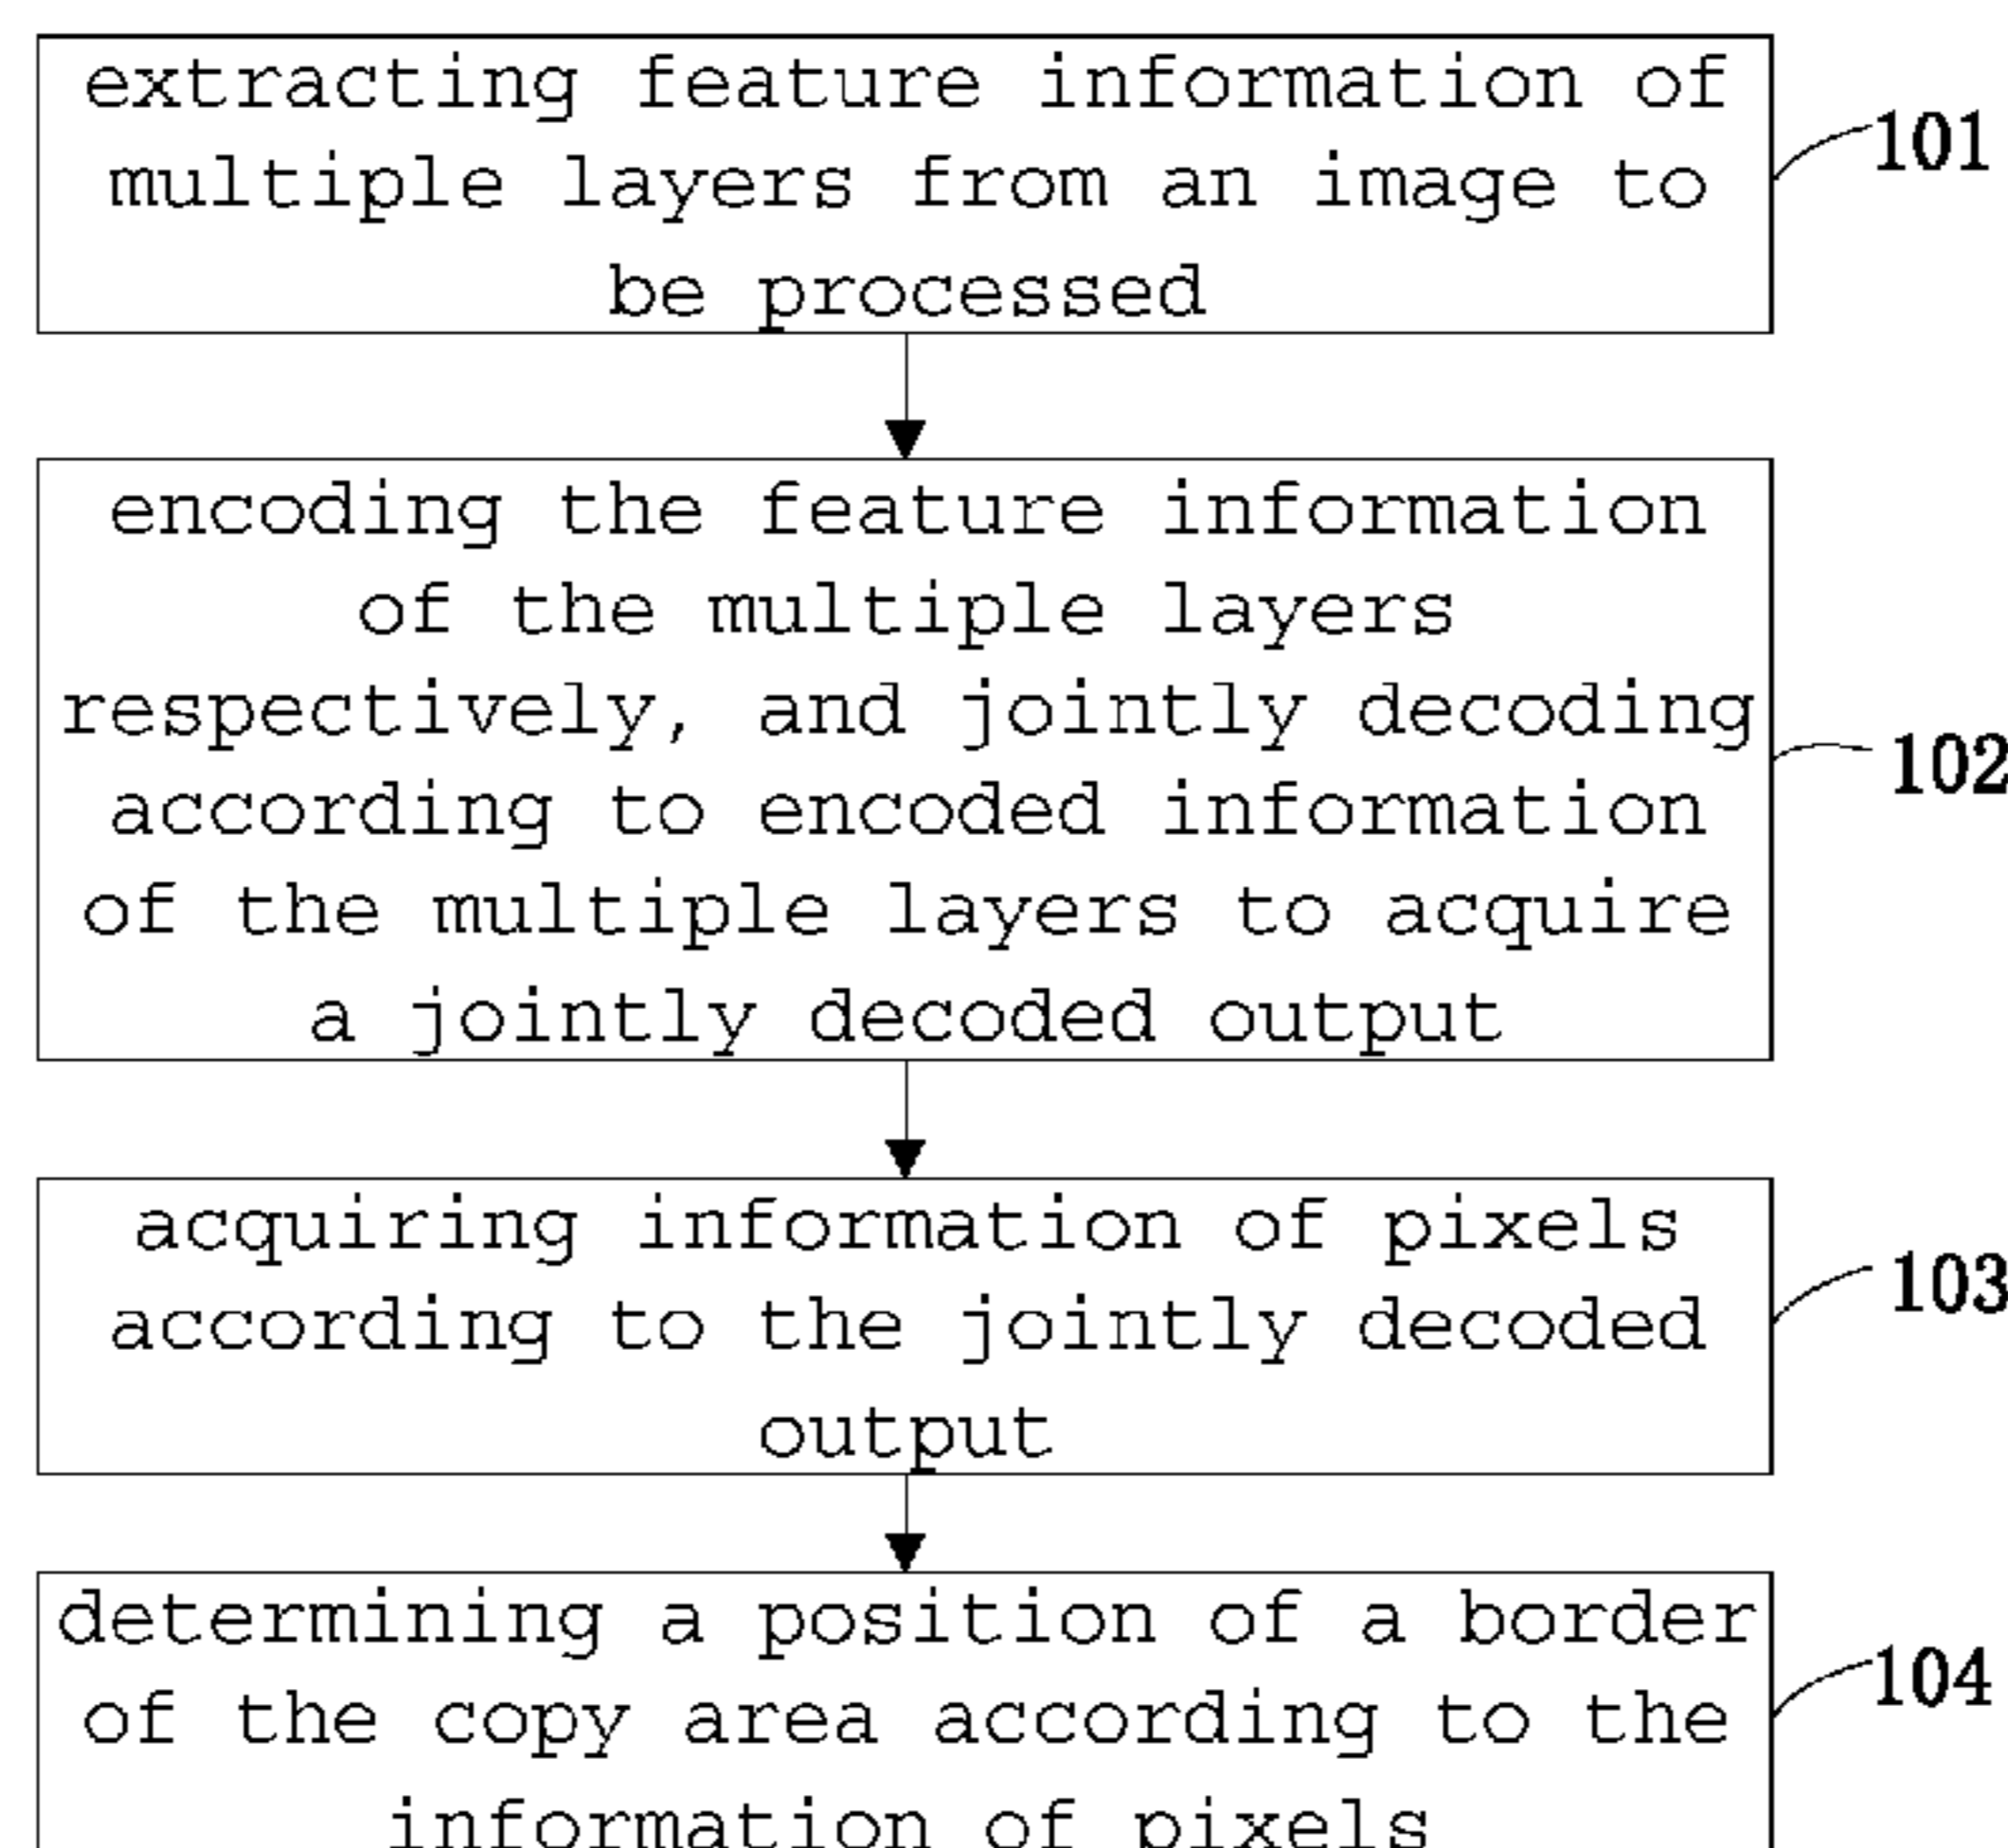 extracting feature information of
multiple layers from an image to
be processed
101
encoding the feature information
of the multiple layers
respectively, and jointly decoding
according to encoded information
of the multiple layers to acquire
a jointly decoded output
102
acquiring information of pixels
according to the jointly decoded
output
103
determining a position of a border
of the copy area according to the
information of pixels
104